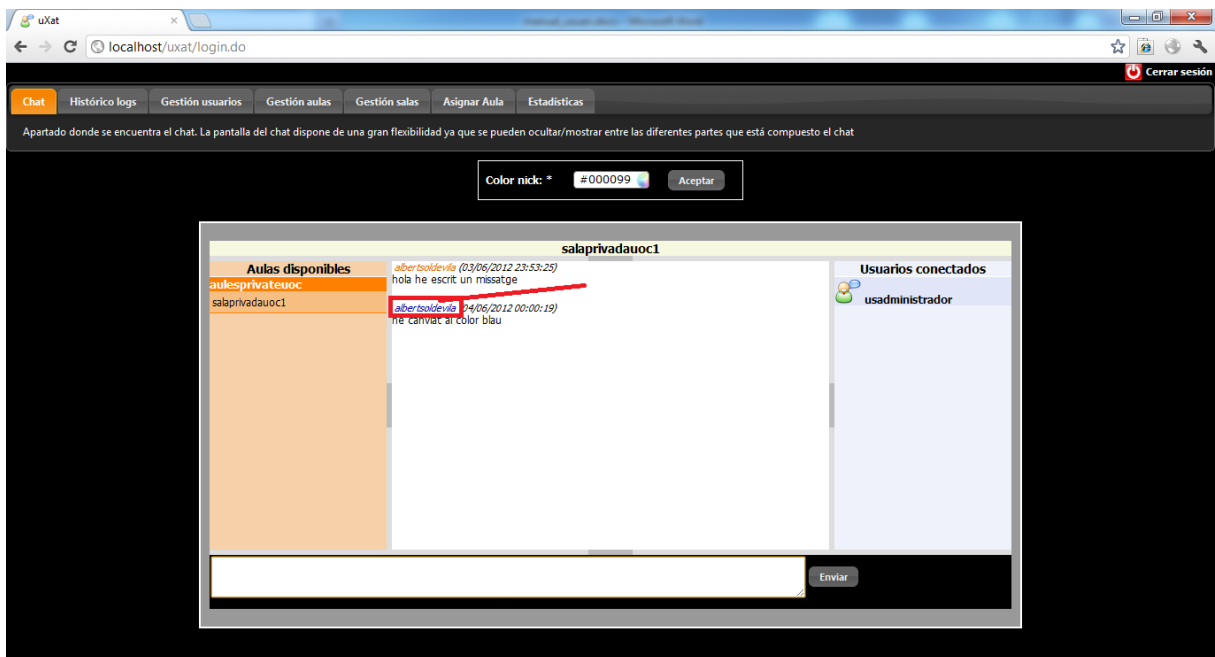 uXat
localhost/uxat/login.do
Cerrar sesión
Chat Histórico logs Gestión usuarios Gestión aulas Gestión salas Asignar Aula Estadísticas
Apartado donde se encuentra el chat. La pantalla del chat dispone de una gran flexibilidad ya que se pueden ocultar/mostrar entre las diferentes partes que está compuesto el chat
Color nick: * #000099 Aceptar
salaprivadauoc1
Aulas disponibles
aulesprivateuoc
salaprivadauoc1
albertsoldevila (03/06/2012 23:53:25)
hola he escrit un missatge
albertsoldevila (04/06/2012 00:00:19)
he canviat al color blau
Usuarios conectados
usadministrador
Enviar